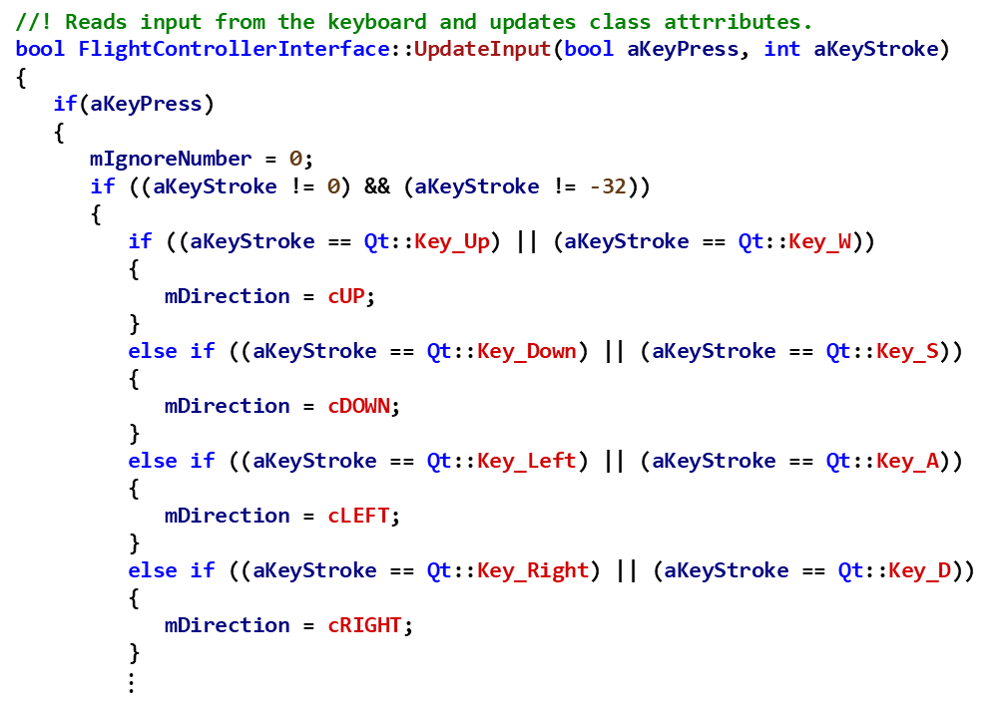 //! Reads input from the keyboard and updates class attrributes.
bool FlightControllerInterface::UpdateInput(bool aKeyPress, int aKeyStroke)
{
   if(aKeyPress)
   {
      mIgnoreNumber = 0;
      if ((aKeyStroke != 0) && (aKeyStroke != -32))
      {
         if ((aKeyStroke == Qt::Key_Up) || (aKeyStroke == Qt::Key_W))
         {
            mDirection = cUP;
         }
         else if ((aKeyStroke == Qt::Key_Down) || (aKeyStroke == Qt::Key_S))
         {
            mDirection = cDOWN;
         }
         else if ((aKeyStroke == Qt::Key_Left) || (aKeyStroke == Qt::Key_A))
         {
            mDirection = cLEFT;
         }
         else if ((aKeyStroke == Qt::Key_Right) || (aKeyStroke == Qt::Key_D))
         {
            mDirection = cRIGHT;
         }
         ⋮